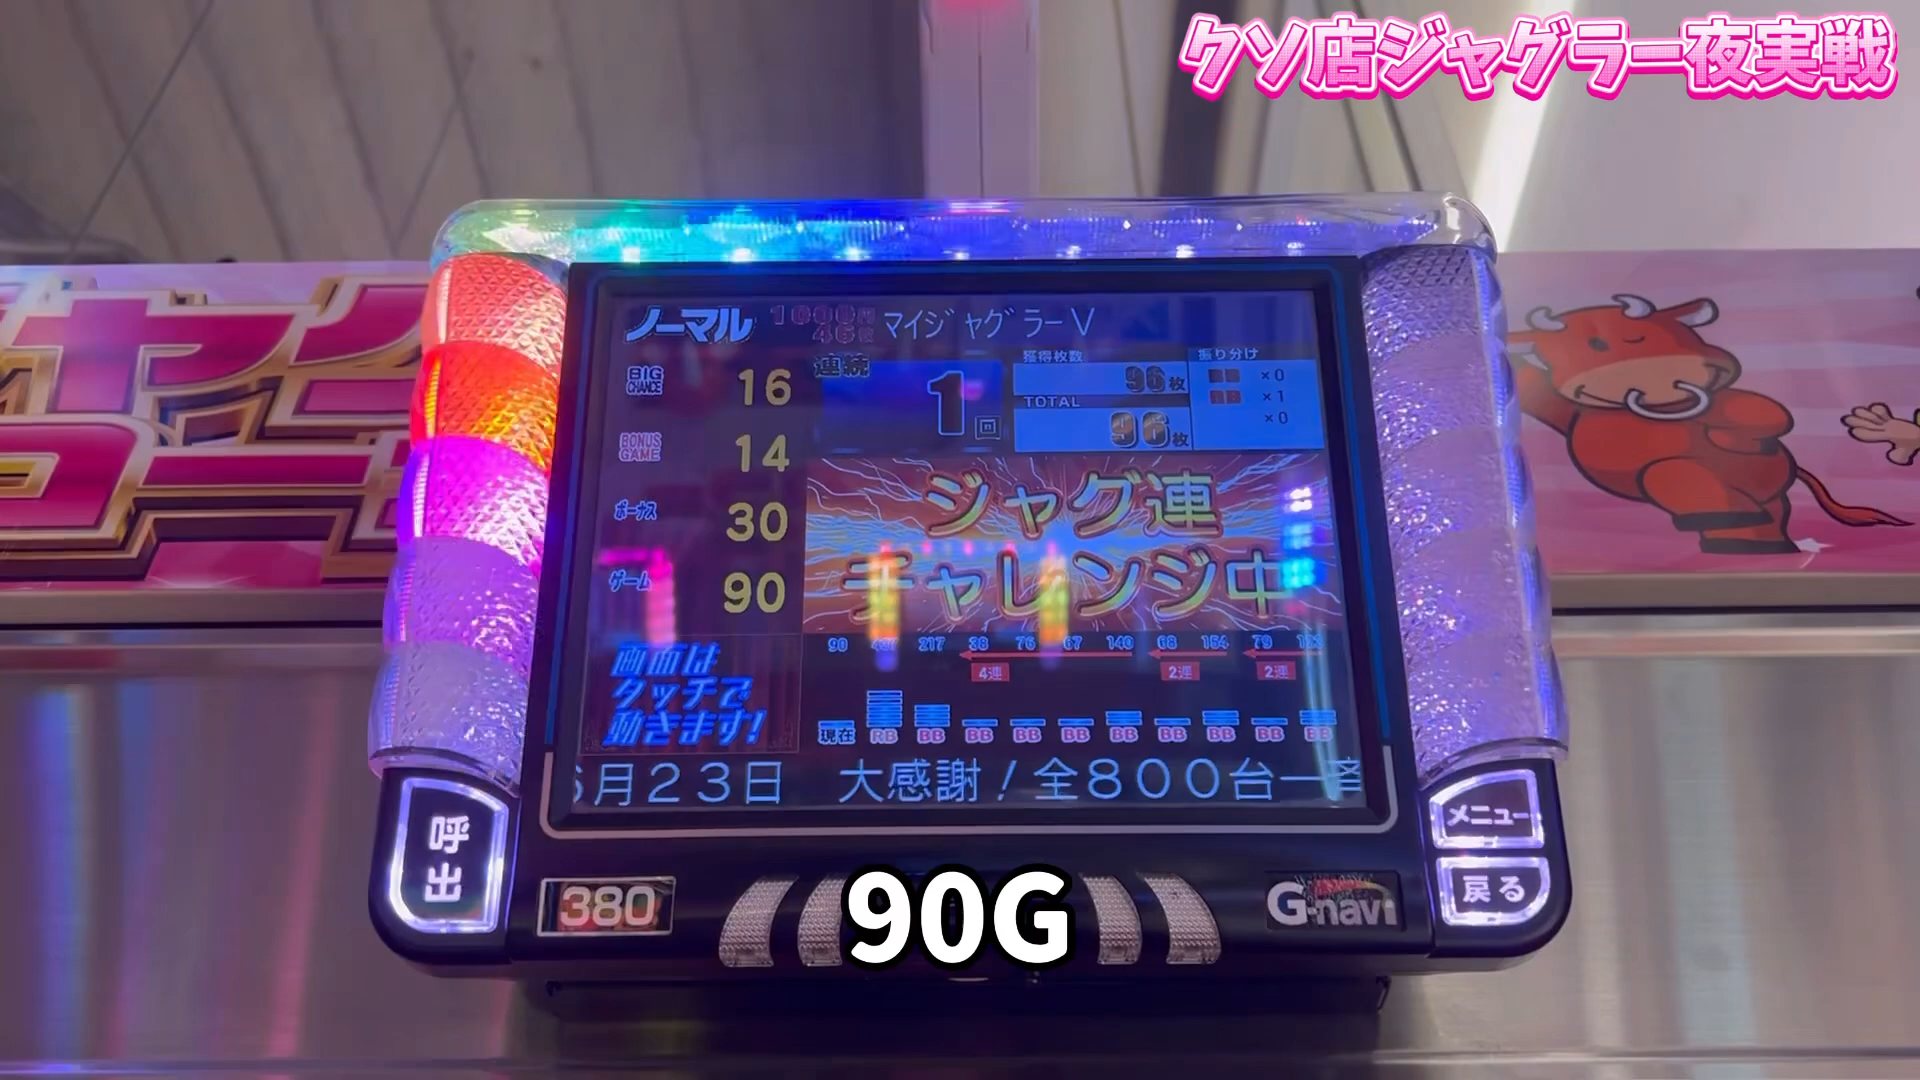 クソ店ジャグラー夜実戦
ノーマル
マイジャグラーV
BIG CHANCE
16
BONUS GAME
14
ボーナス
30
ゲーム
90
連続
1回
獲得枚数
96枚
TOTAL
96枚
振り分け
×0
×1
×0
ジャグ連
チャレンジ中
90 217 38 76 67 140 68 154 79
4連 2連 2連
現在 RB BB BB BB BB BB BB BB BB BB
画面は
タッチで
動きます!
月23日 大感謝!全800台一
呼出
メニュー
戻る
380
G-navi
90G